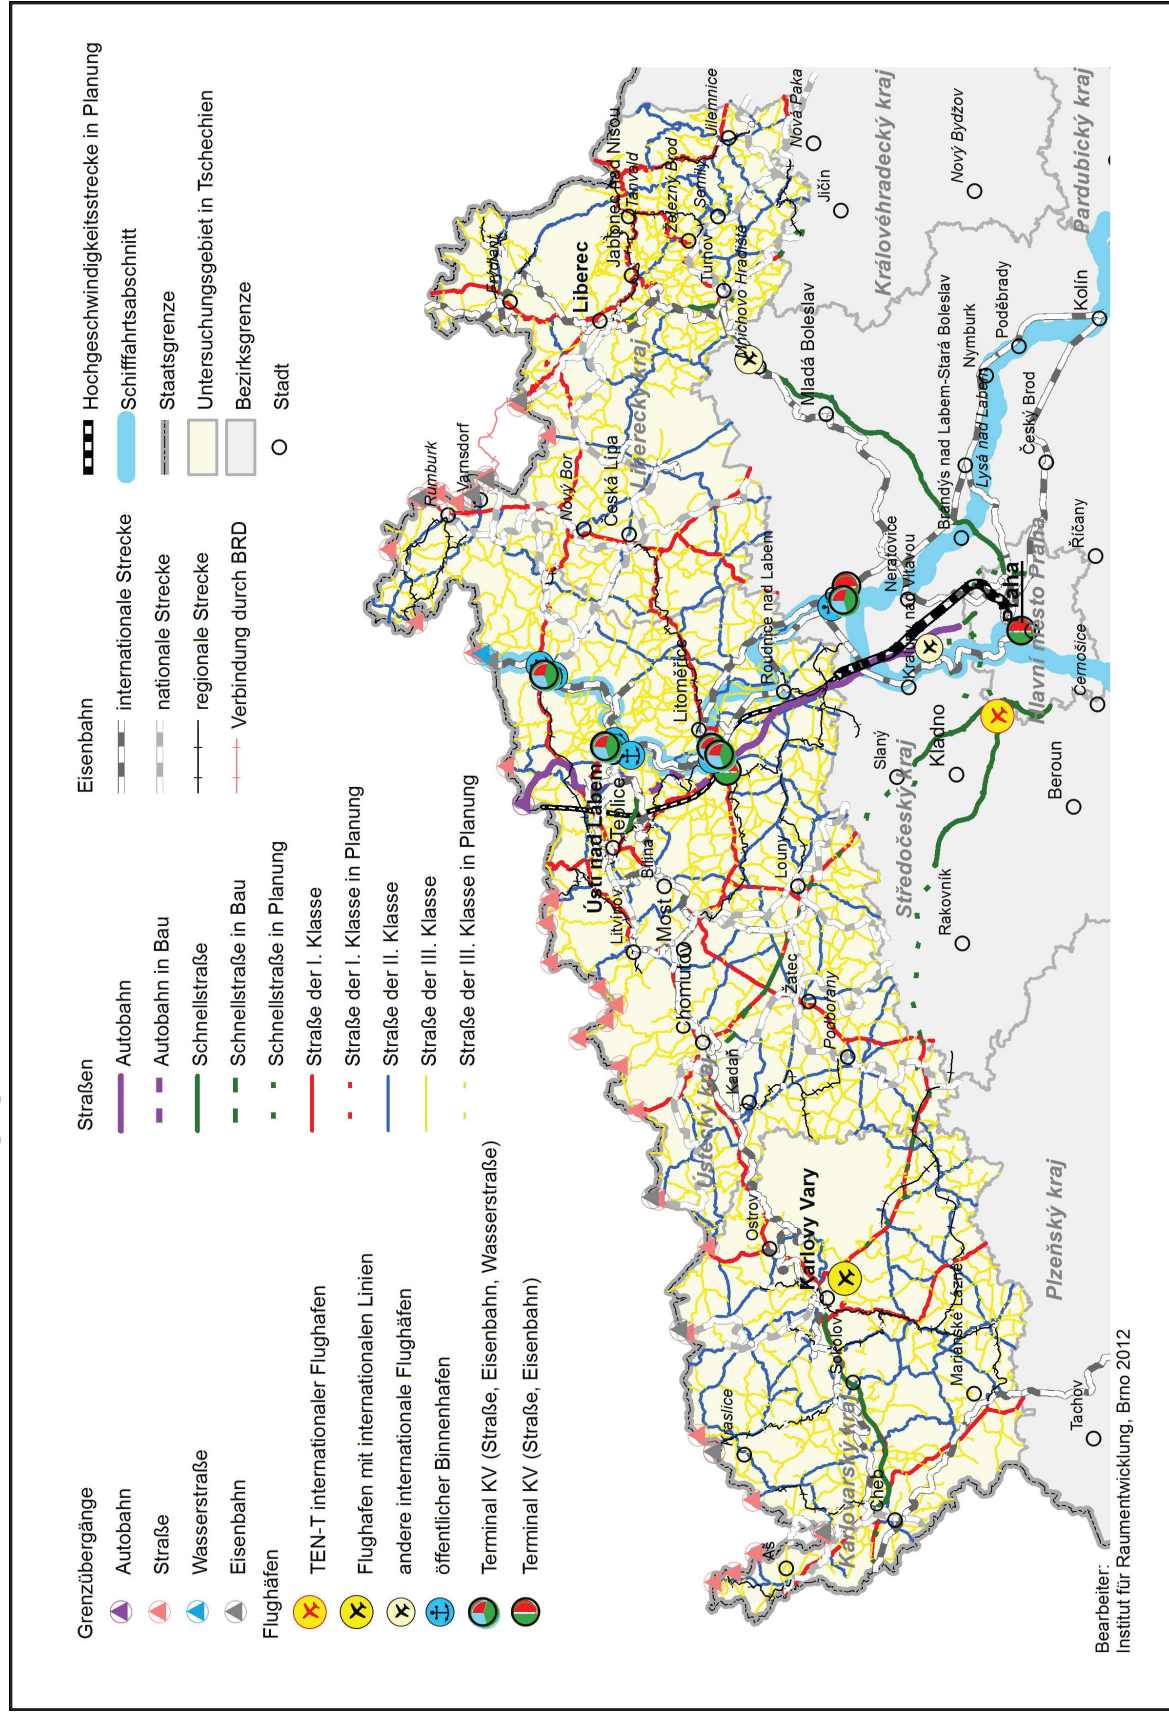 Grenzübergänge
Autobahn
Straße
Wasserstraße
Eisenbahn
Flughäfen
TEN-T internationaler Flughafen
Flughafen mit internationalen Linien
andere internationale Flughäfen
öffentlicher Binnenhafen
Terminal KV (Straße, Eisenbahn, Wasserstraße)
Terminal KV (Straße, Eisenbahn)
Straßen
Autobahn
Autobahn in Bau
Schnellstraße
Schnellstraße in Bau
Schnellstraße in Planung
Straße der I. Klasse
Straße der I. Klasse in Planung
Straße der II. Klasse
Straße der III. Klasse
Straße der III. Klasse in Planung
Eisenbahn
internationale Strecke
nationale Strecke
regionale Strecke
Verbindung durch BRD
Hochgeschwindigkeitsstrecke in Planung
Schifffahrtsabschnitt
Staatsgrenze
Untersuchungsgebiet in Tschechien
Bezirksgrenze
Stadt
Rumburk
Varnsdorf
Frýdlant
Liberec
Jablonec nad Nisou
Tanvald
Železný Brod
Semily
Jilemnice
Turnov
Nová Paka
Jičín
Mnichovo Hradiště
Mladá Boleslav
Královéhradecký kraj
Nový Bydžov
Pardubický kraj
Nový Bor
Česká Lípa
Liberecký kraj
Ústí nad Labem
Teplice
Bílina
Litvínov
Most
Chomutov
Kadaň
Ústecký kraj
Žatec
Podbořany
Louny
Litoměřice
Roudnice nad Labem
Neratovice
Kralupy nad Vltavou
Brandýs nad Labem-Stará Boleslav
Lysá nad Labem
Nymburk
Poděbrady
Kolín
Český Brod
Říčany
Praha
Hlavní město Praha
Černošice
Slaný
Kladno
Středočeský kraj
Beroun
Rakovník
Ostrov
Karlovy Vary
Sokolov
Kraslice
Karlovarský kraj
Cheb
Aš
Mariánské Lázně
Plzeňský kraj
Tachov
Bearbeiter:
Institut für Raumentwicklung, Brno 2012